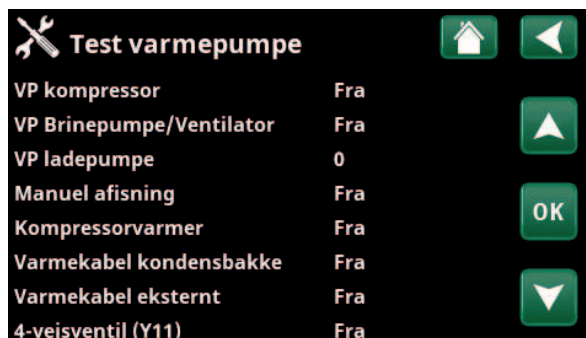 Test varmepumpe
VP kompressor Fra
VP Brinepumpe/Ventilator Fra
VP ladepumpe 0
Manuel afisning Fra
OK
Kompressorvarmer Fra
Varmekabel kondensbakke Fra
Varmekabel eksternt Fra
4-vejsventil (Y11) Fra